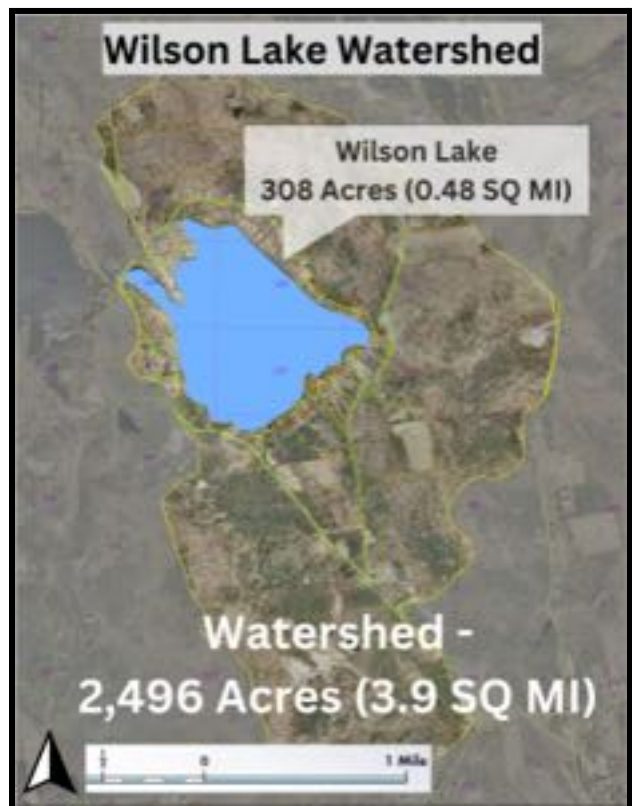 Wilson Lake Watershed
Wilson Lake
308 Acres (0.48 SQ MI)
Watershed -
2,496 Acres (3.9 SQ MI)
0 1 Mile